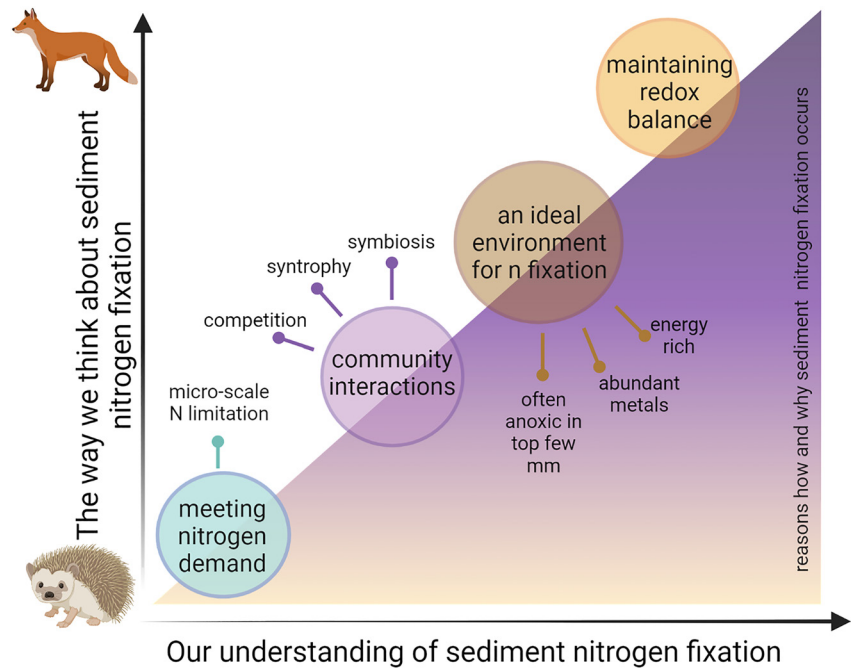 The way we think about sediment
nitrogen fixation
maintaining
redox
balance
an ideal
environment
for n fixation
symbiosis
syntrophy
competition
community
interactions
micro-scale
N limitation
meeting
nitrogen
demand
energy
rich
abundant
metals
often
anoxic in
top few
mm
reasons how and why sediment nitrogen fixation occurs
Our understanding of sediment nitrogen fixation